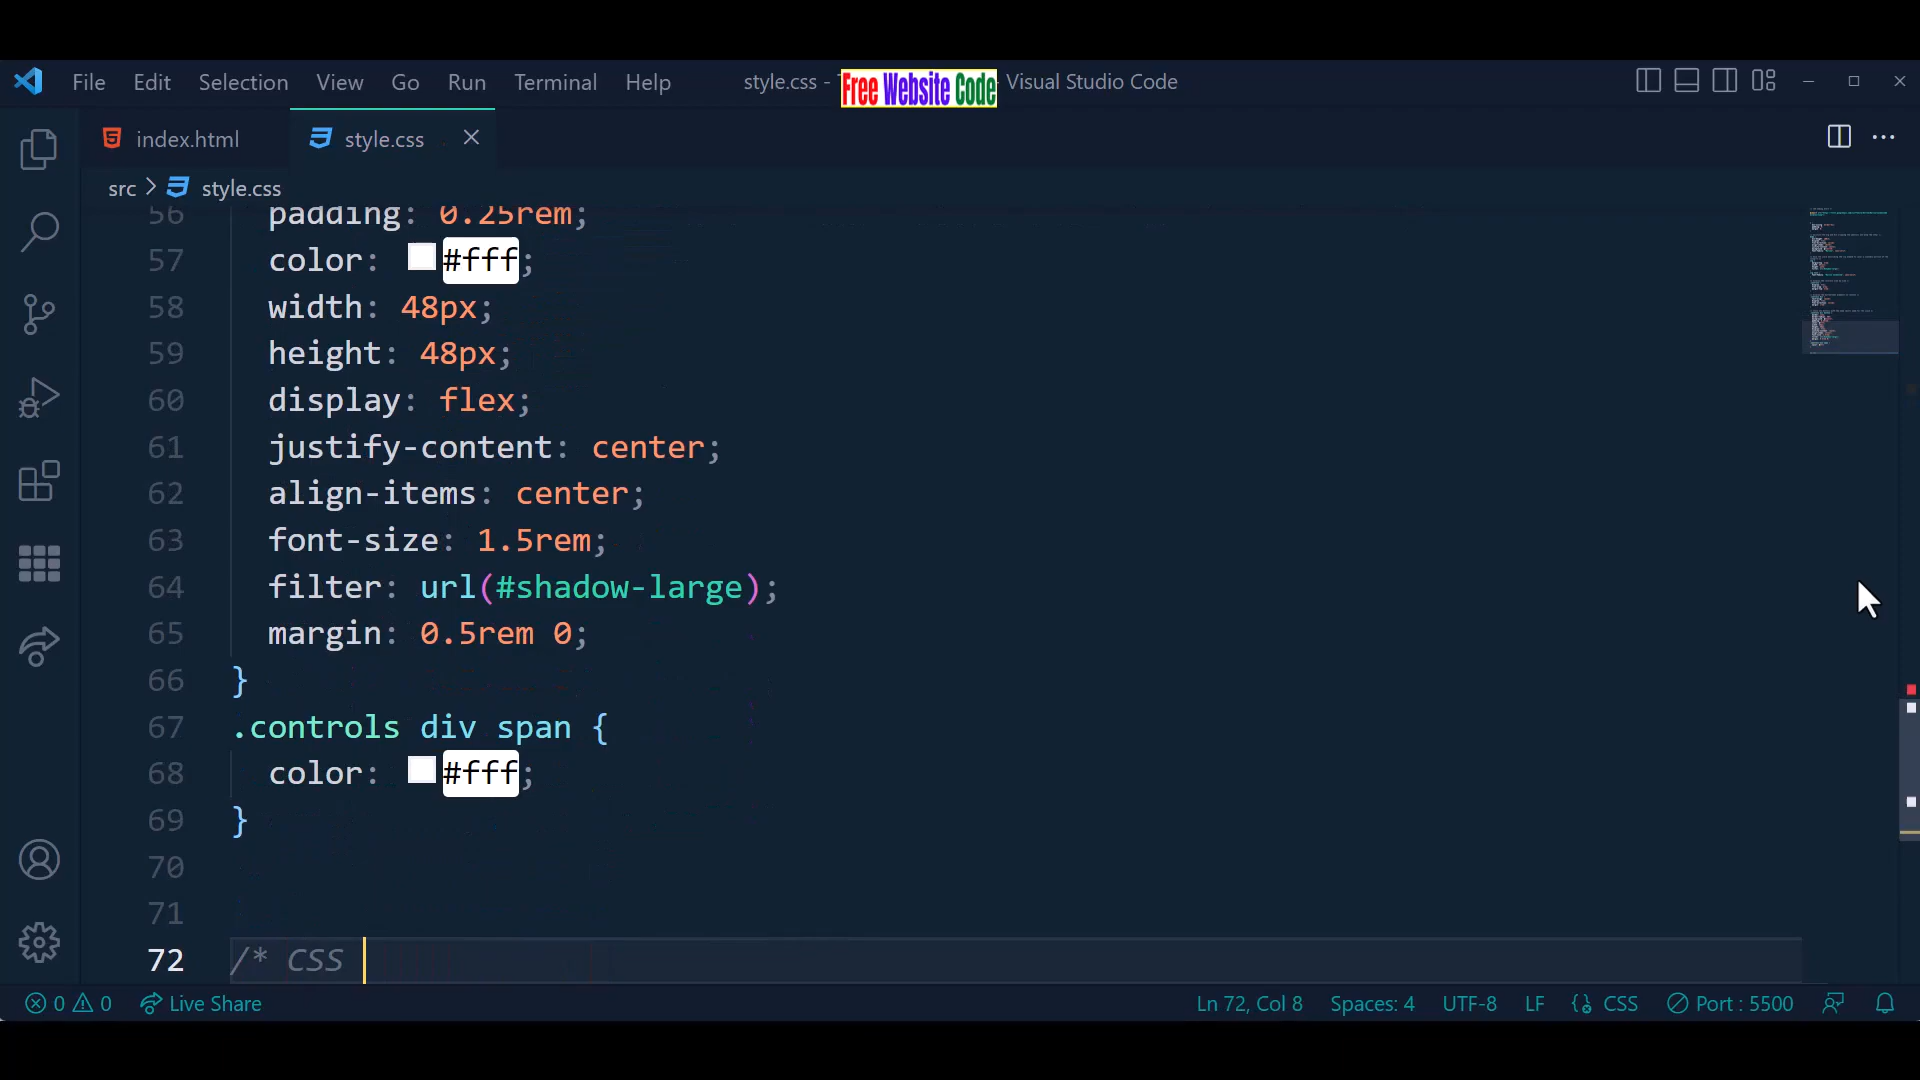 File Edit Selection View Go Run Terminal Help
style.css - Free Website Code Visual Studio Code
index.html style.css
src style.css
56 padding: 0.25rem;
57 color: #fff;
58 width: 48px;
59 height: 48px;
60 display: flex;
61 justify-content: center;
62 align-items: center;
63 font-size: 1.5rem;
64 filter: url(#shadow-large);
65 margin: 0.5rem 0;
66 }
67 .controls div span {
68 color: #fff;
69 }
70
71
72 /* CSS
0 0 Live Share Ln 72, Col 8 Spaces: 4 UTF-8 LF CSS Port : 5500